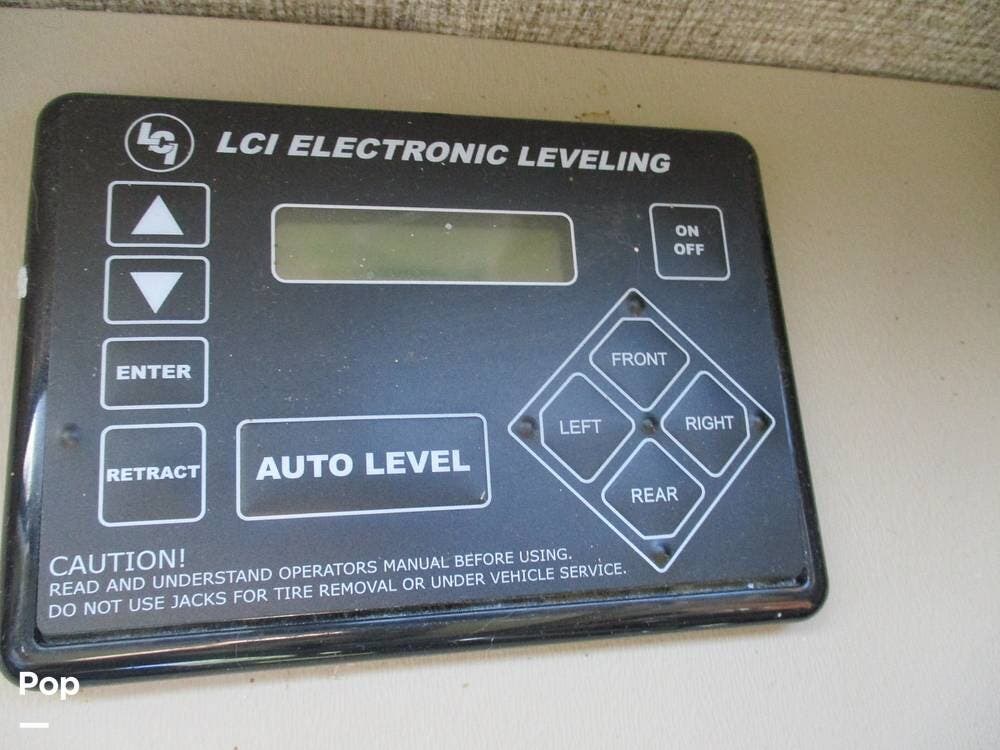 LCI
LCI ELECTRONIC LEVELING
ON
OFF
ENTER
RETRACT
AUTO LEVEL
FRONT
LEFT
RIGHT
REAR
CAUTION!
READ AND UNDERSTAND OPERATORS MANUAL BEFORE USING.
DO NOT USE JACKS FOR TIRE REMOVAL OR UNDER VEHICLE SERVICE.
Pop